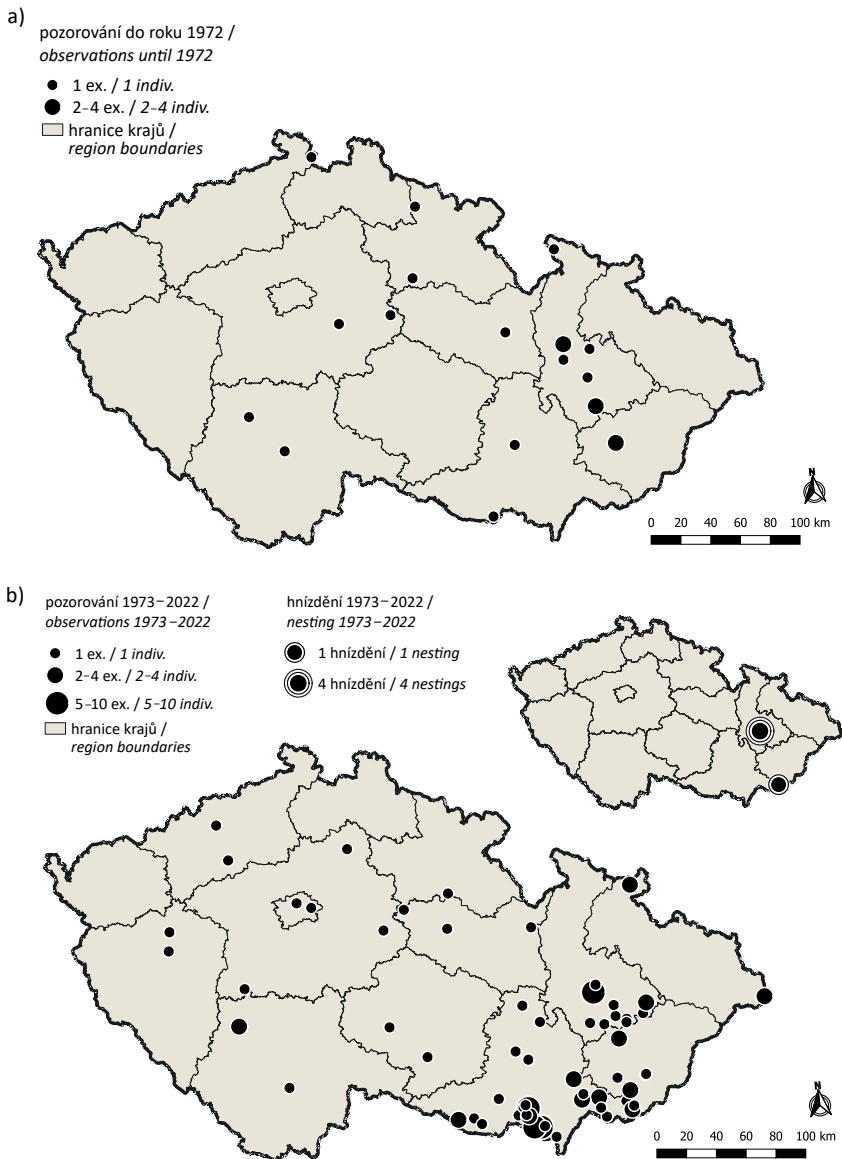 a)
pozorování do roku 1972 /
observations until 1972
1 ex. / 1 indiv.
2–4 ex. / 2–4 indiv.
hranice krajů /
region boundaries
N
0 20 40 60 80 100 km
b)
pozorování 1973–2022 /
observations 1973–2022
1 ex. / 1 indiv.
2–4 ex. / 2–4 indiv.
5–10 ex. / 5–10 indiv.
hranice krajů /
region boundaries
hnízdění 1973–2022 /
nesting 1973–2022
1 hnízdění / 1 nesting
4 hnízdění / 4 nestings
N
0 20 40 60 80 100 km